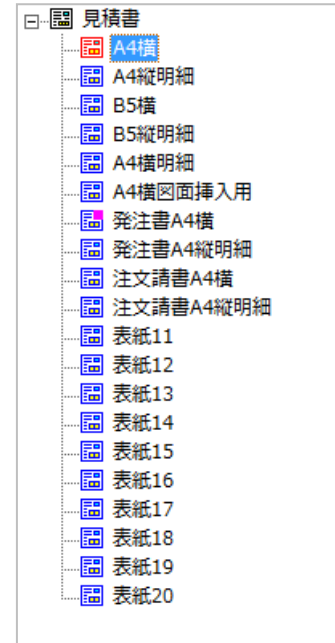 見積書
A4横
A4縦明細
B5横
B5縦明細
A4横明細
A4横図面挿入用
発注書A4横
発注書A4縦明細
注文請書A4横
注文請書A4縦明細
表紙11
表紙12
表紙13
表紙14
表紙15
表紙16
表紙17
表紙18
表紙19
表紙20